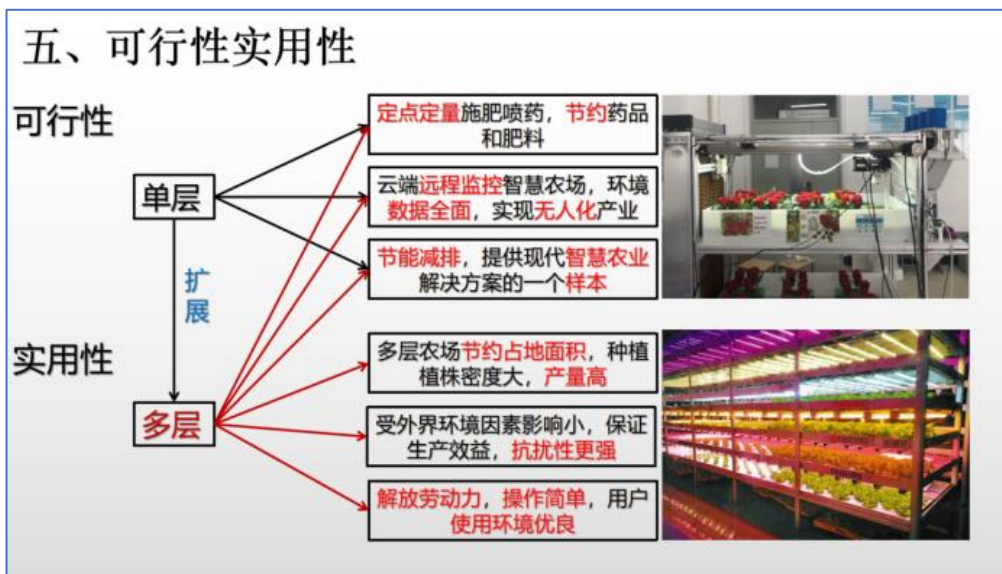 五、可行性实用性
可行性
定点定量施肥喷药，节约药品
和肥料
单层
云端远程监控智慧农场，环境
数据全面，实现无人化产业
节能减排，提供现代智慧农业
解决方案的一个样本
扩
展
实用性
多层农场节约占地面积，种植
植株密度大，产量高
多层
受外界环境因素影响小，保证
生产效益，抗扰性更强
解放劳动力，操作简单，用户
使用环境优良